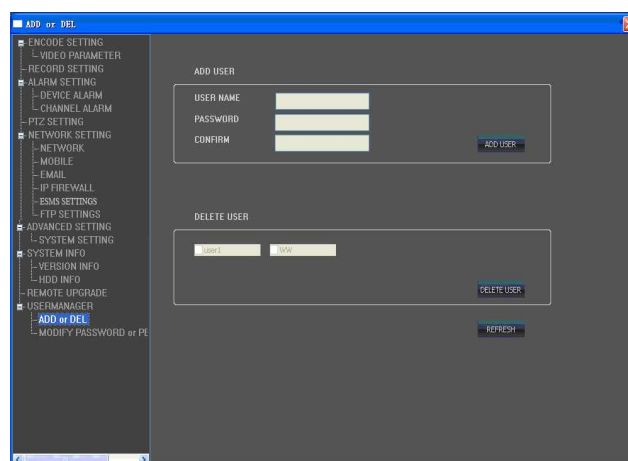 ADD or DEL
ENCODE SETTING
VIDEO PARAMETER
RECORD SETTING
ALARM SETTING
DEVICE ALARM
CHANNEL ALARM
PTZ SETTING
NETWORK SETTING
NETWORK
MOBILE
EMAIL
IP FIREWALL
ESMS SETTINGS
FTP SETTINGS
ADVANCED SETTING
SYSTEM SETTING
SYSTEM INFO
VERSION INFO
HDD INFO
REMOTE UPGRADE
USERMANAGER
ADD or DEL
MODIFY PASSWORD or PE
ADD USER
USER NAME
PASSWORD
CONFIRM
ADD USER
DELETE USER
user1 WW
DELETE USER
REFRESH